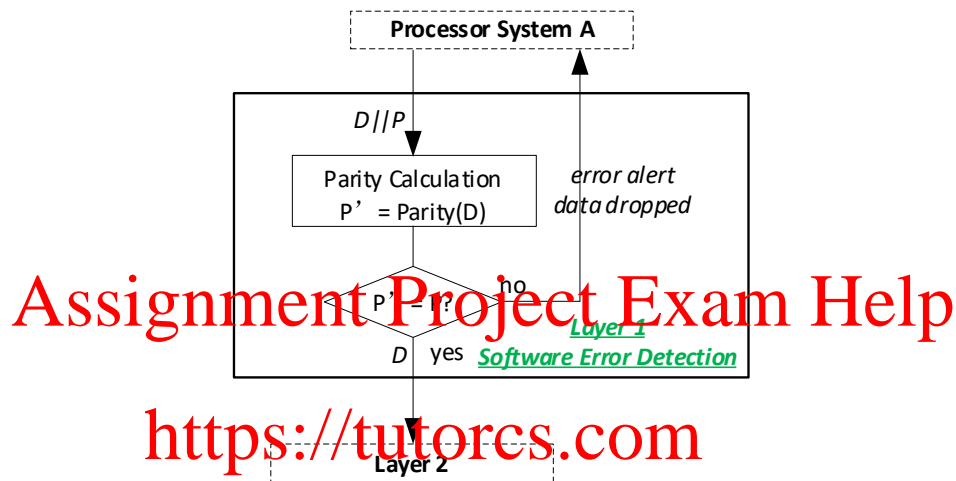 Processor System A
D||P
Parity Calculation
P’ = Parity(D)
error alert
data dropped
P’ = P?
no
Assignment Project Exam Help
Layer 1
Software Error Detection
D
yes
https://tutorcs.com
Layer 2